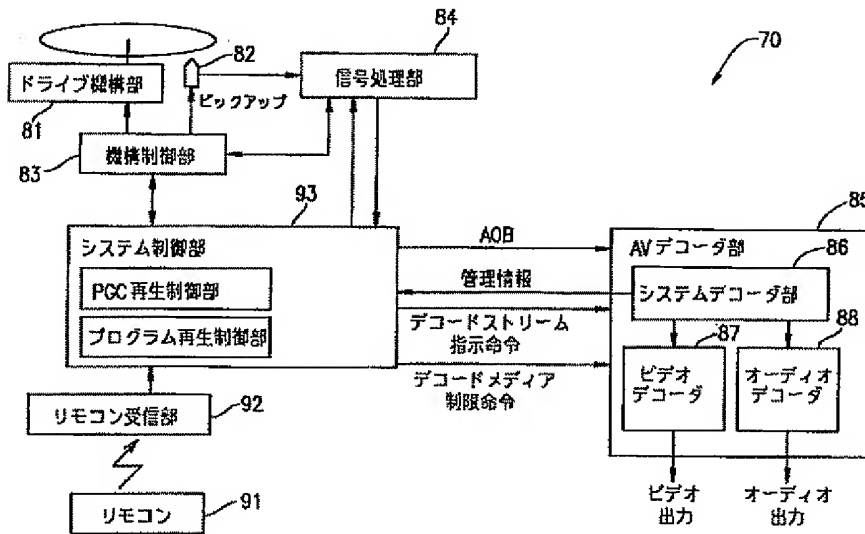 84
信号処理部
70
82
ピックアップ
ドライブ機構部
81
機構制御部
83
93
システム制御部
PGC再生制御部
プログラム再生制御部
AOB
管理情報
デコードストリーム
指示命令
デコードメディア
制限命令
85
AVデコーダ部
86
システムデコーダ部
87
ビデオ
デコーダ
88
オーディオ
デコーダ
ビデオ
出力
オーディオ
出力
リモコン受信部
92
リモコン
91